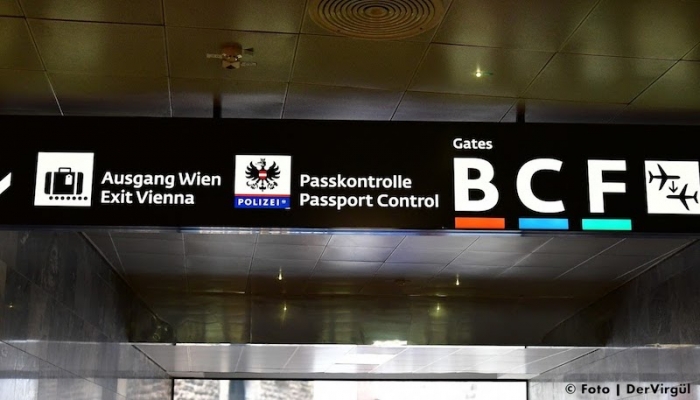 Ausgang Wien
Exit Vienna
POLIZEI
Passkontrolle
Passport Control
Gates
B C F
© Foto | DerVirgül